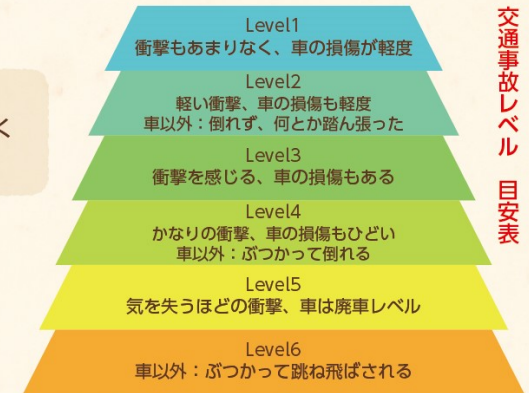 交通事故レベル　目安表
Level1
衝撃もあまりなく、車の損傷が軽度
Level2
軽い衝撃、車の損傷も軽度
車以外：倒れず、何とか踏ん張った
Level3
衝撃を感じる、車の損傷もある
Level4
かなりの衝撃、車の損傷もひどい
車以外：ぶつかって倒れる
Level5
気を失うほどの衝撃、車は廃車レベル
Level6
車以外：ぶつかって跳ね飛ばされる
く